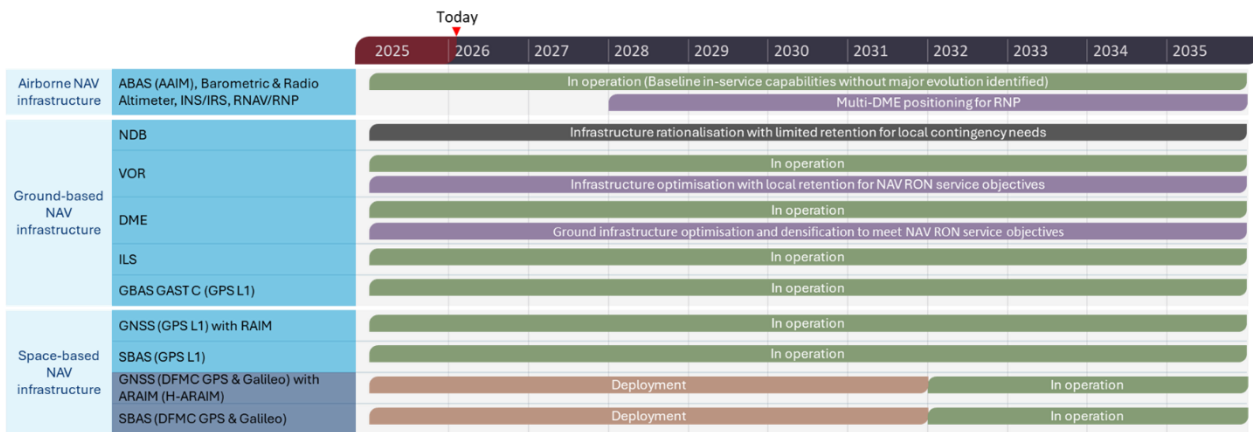 Today
2025 2026 2027 2028 2029 2030 2031 2032 2033 2034 2035
Airborne NAV
infrastructure
ABAS (AAIM), Barometric & Radio
Altimeter, INS/IRS, RNAV/RNP
In operation (Baseline in-service capabilities without major evolution identified)
Multi-DME positioning for RNP
Ground-based
NAV
infrastructure
NDB
Infrastructure rationalisation with limited retention for local contingency needs
VOR
In operation
Infrastructure optimisation with local retention for NAV RON service objectives
DME
In operation
Ground infrastructure optimisation and densification to meet NAV RON service objectives
ILS
In operation
GBAS GAST C (GPS L1)
In operation
Space-based
NAV
infrastructure
GNSS (GPS L1) with RAIM
In operation
SBAS (GPS L1)
In operation
GNSS (DFMC GPS & Galileo) with
ARAIM (H-ARAIM)
Deployment
In operation
SBAS (DFMC GPS & Galileo)
Deployment
In operation